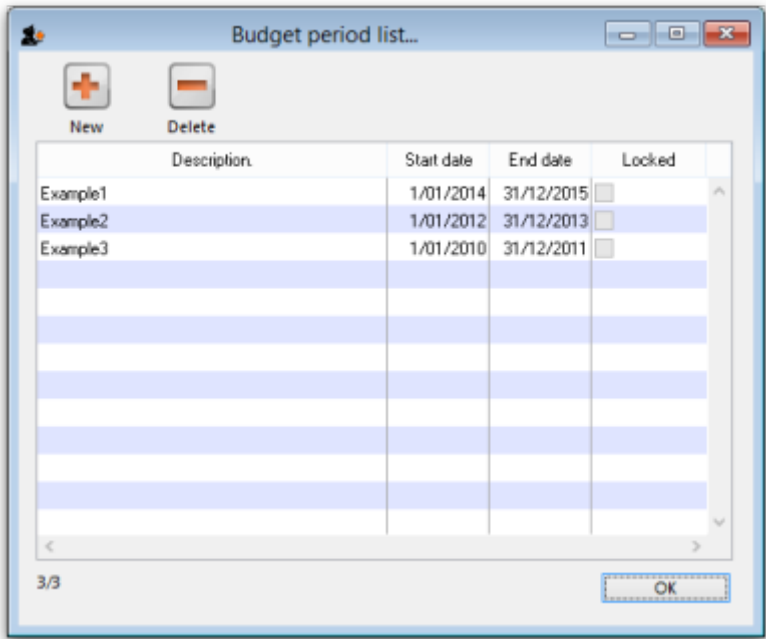 Budget period list...
New Delete
Description. Start date End date Locked
Example1 1/01/2014 31/12/2015
Example2 1/01/2012 31/12/2013
Example3 1/01/2010 31/12/2011
3/3 OK